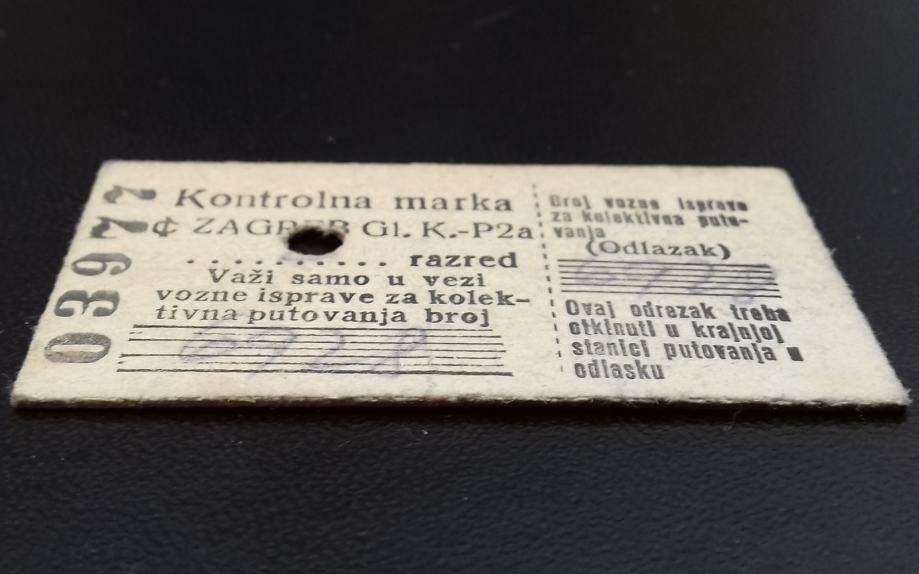 03977
Kontrolna marka
¢ ZAGREB Gl. K.-P2a
.......... razred
Važi samo u vezi
vozne isprave za kolek-
tivna putovanja broj
6928
Broj vozne isprave
za kolektivna puto-
vanja
(Odlazak)
6928
Ovaj odrezak treba
otkinuti u krajnjoj
stanici putovanja u
odlasku